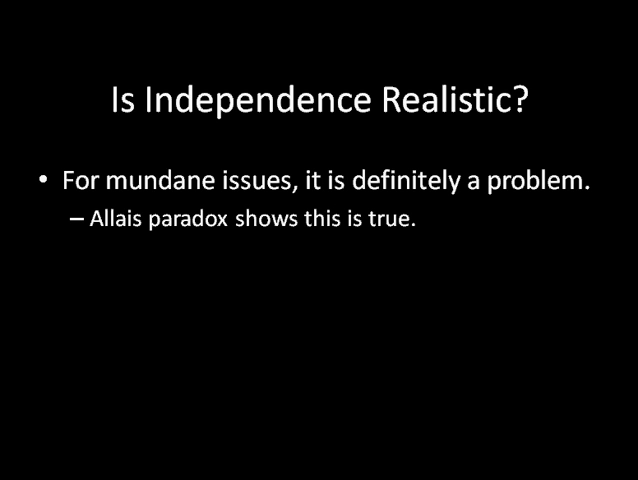 Is Independence Realistic?
• For mundane issues, it is definitely a problem.
– Allais paradox shows this is true.